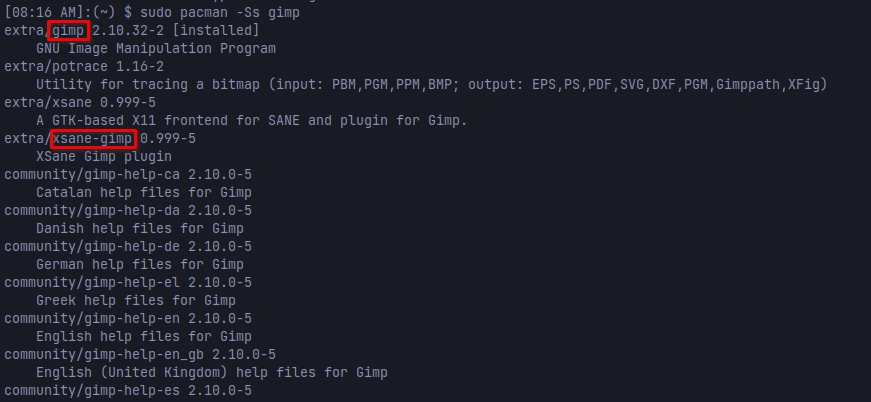 [08:16 AM]:(~) $ sudo pacman -Ss gimp
extra/gimp 2.10.32-2 [installed]
    GNU Image Manipulation Program
extra/potrace 1.16-2
    Utility for tracing a bitmap (input: PBM,PGM,PPM,BMP; output: EPS,PS,PDF,SVG,DXF,PGM,Gimppath,XFig)
extra/xsane 0.999-5
    A GTK-based X11 frontend for SANE and plugin for Gimp.
extra/xsane-gimp 0.999-5
    XSane Gimp plugin
community/gimp-help-ca 2.10.0-5
    Catalan help files for Gimp
community/gimp-help-da 2.10.0-5
    Danish help files for Gimp
community/gimp-help-de 2.10.0-5
    German help files for Gimp
community/gimp-help-el 2.10.0-5
    Greek help files for Gimp
community/gimp-help-en 2.10.0-5
    English help files for Gimp
community/gimp-help-en_gb 2.10.0-5
    English (United Kingdom) help files for Gimp
community/gimp-help-es 2.10.0-5